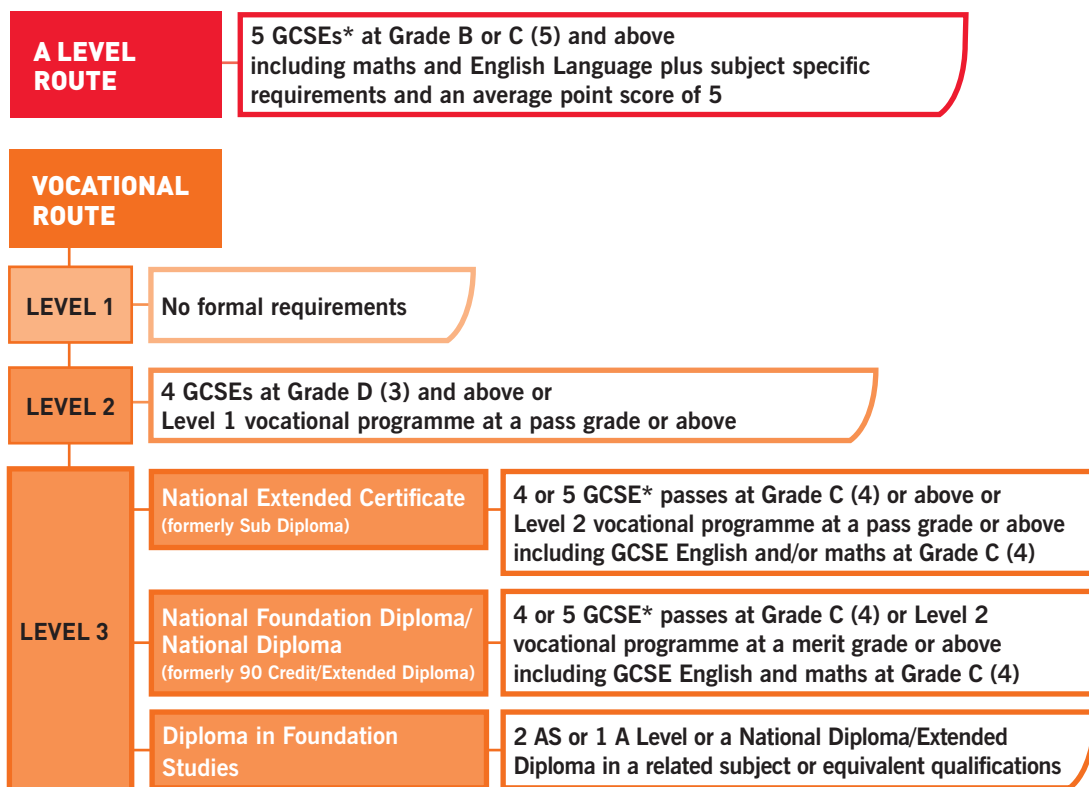 A LEVEL
ROUTE
5 GCSEs* at Grade B or C (5) and above
including maths and English Language plus subject specific
requirements and an average point score of 5
VOCATIONAL
ROUTE
LEVEL 1
No formal requirements
LEVEL 2
4 GCSEs at Grade D (3) and above or
Level 1 vocational programme at a pass grade or above
LEVEL 3
National Extended Certificate
(formerly Sub Diploma)
4 or 5 GCSE* passes at Grade C (4) or above or
Level 2 vocational programme at a pass grade or above
including GCSE English and/or maths at Grade C (4)
National Foundation Diploma/
National Diploma
(formerly 90 Credit/Extended Diploma)
4 or 5 GCSE* passes at Grade C (4) or Level 2
vocational programme at a merit grade or above
including GCSE English and maths at Grade C (4)
Diploma in Foundation
Studies
2 AS or 1 A Level or a National Diploma/Extended
Diploma in a related subject or equivalent qualifications